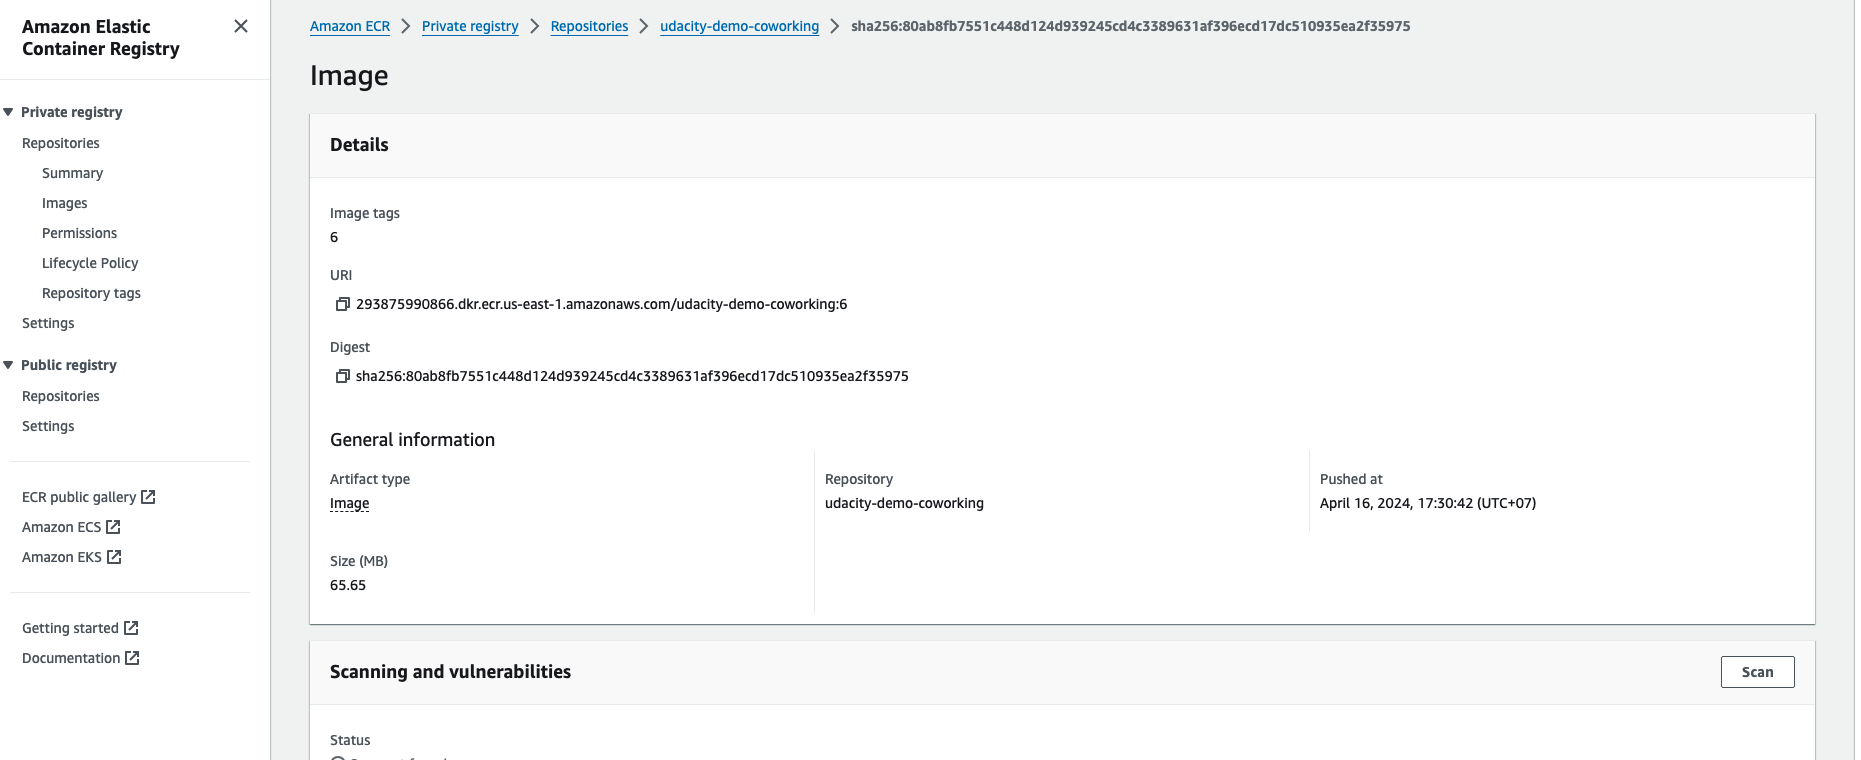 Amazon Elastic
Container Registry
Private registry
Repositories
Summary
Images
Permissions
Lifecycle Policy
Repository tags
Settings
Public registry
Repositories
Settings
ECR public gallery
Amazon ECS
Amazon EKS
Getting started
Documentation
Amazon ECR > Private registry > Repositories > udacity-demo-coworking > sha256:80ab8fb7551c448d124d939245cd4c3389631af396ecd17dc510935ea2f35975
Image
Details
Image tags
6
URI
293875990866.dkr.ecr.us-east-1.amazonaws.com/udacity-demo-coworking:6
Digest
sha256:80ab8fb7551c448d124d939245cd4c3389631af396ecd17dc510935ea2f35975
General information
Artifact type
Image
Repository
udacity-demo-coworking
Pushed at
April 16, 2024, 17:30:42 (UTC+07)
Size (MB)
65.65
Scanning and vulnerabilities
Scan
Status